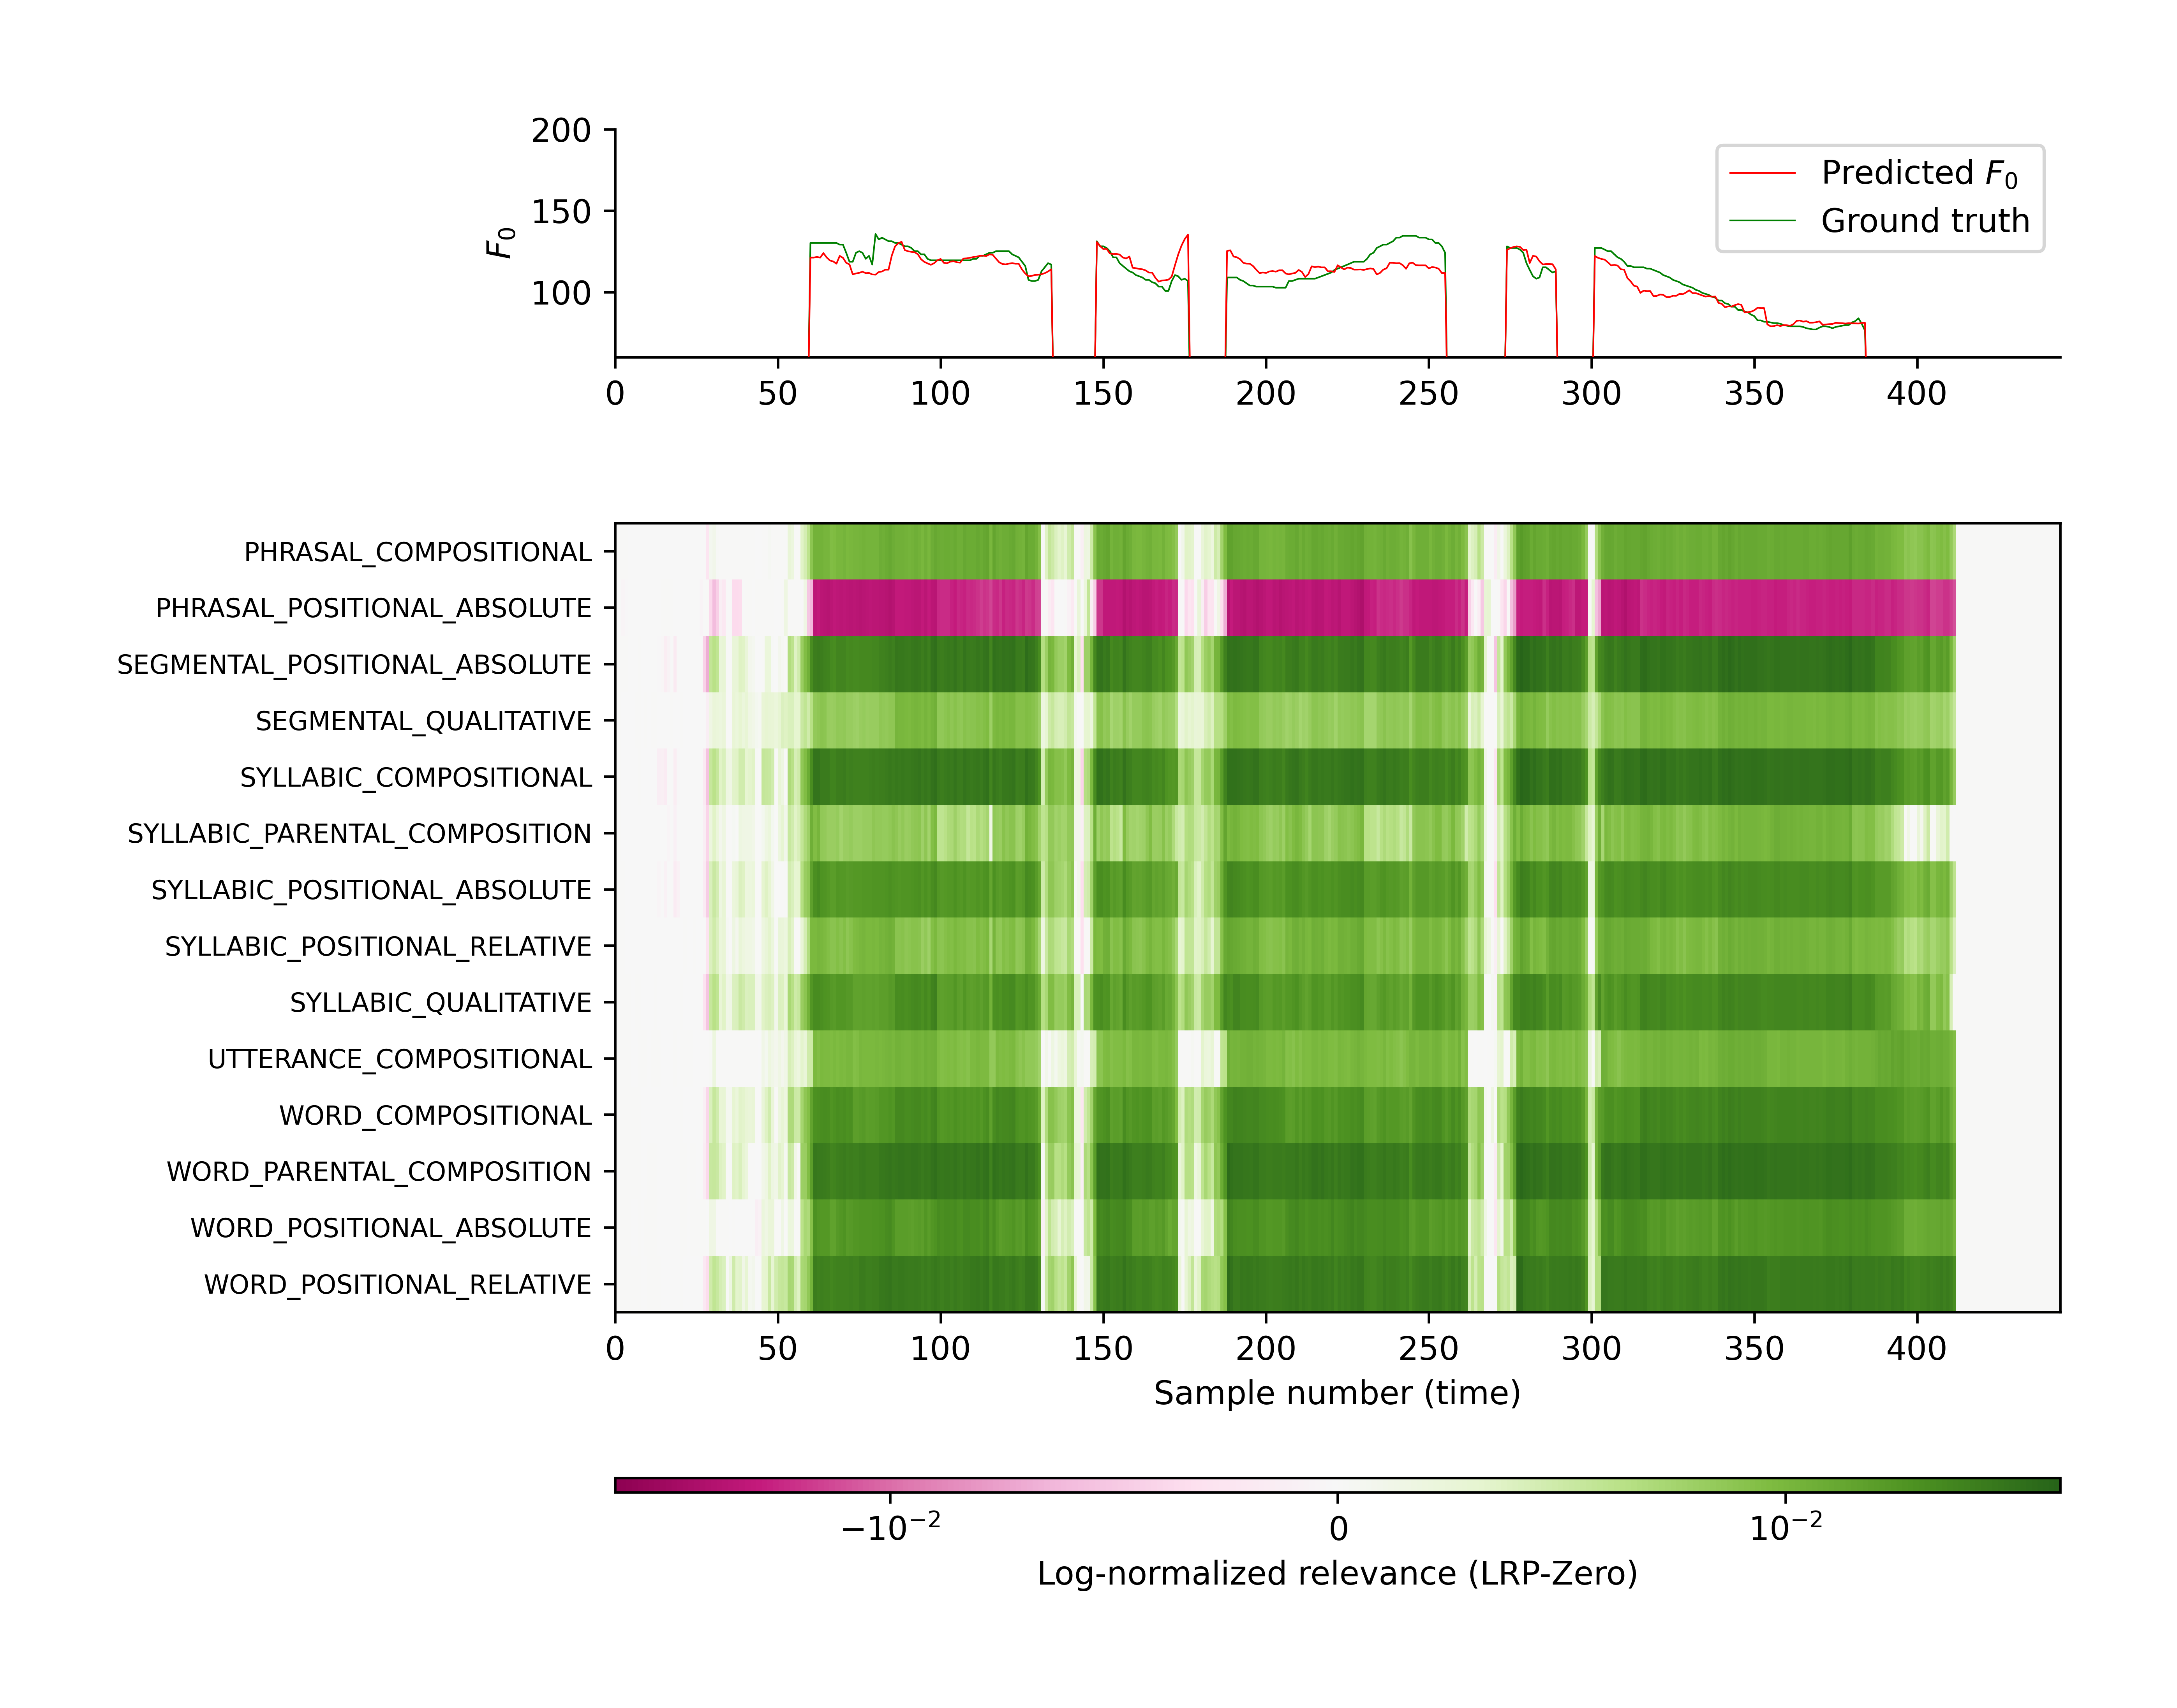 200
150
100
F₀
Predicted F₀
Ground truth
0 50 100 150 200 250 300 350 400
PHRASAL_COMPOSITIONAL
PHRASAL_POSITIONAL_ABSOLUTE
SEGMENTAL_POSITIONAL_ABSOLUTE
SEGMENTAL_QUALITATIVE
SYLLABIC_COMPOSITIONAL
SYLLABIC_PARENTAL_COMPOSITION
SYLLABIC_POSITIONAL_ABSOLUTE
SYLLABIC_POSITIONAL_RELATIVE
SYLLABIC_QUALITATIVE
UTTERANCE_COMPOSITIONAL
WORD_COMPOSITIONAL
WORD_PARENTAL_COMPOSITION
WORD_POSITIONAL_ABSOLUTE
WORD_POSITIONAL_RELATIVE
0 50 100 150 200 250 300 350 400
Sample number (time)
−10⁻² 0 10⁻²
Log-normalized relevance (LRP-Zero)